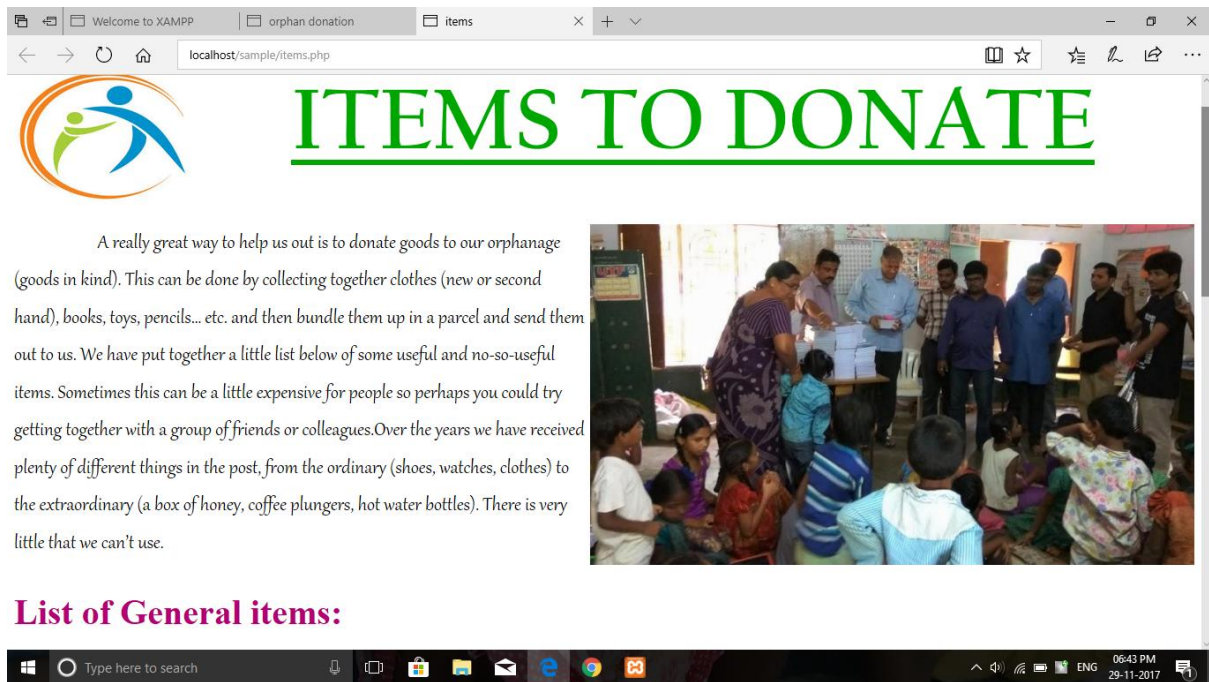 Welcome to XAMPP
orphan donation
items
localhost/sample/items.php
ITEMS TO DONATE
A really great way to help us out is to donate goods to our orphanage
(goods in kind). This can be done by collecting together clothes (new or second
hand), books, toys, pencils... etc. and then bundle them up in a parcel and send them
out to us. We have put together a little list below of some useful and no-so-useful
items. Sometimes this can be a little expensive for people so perhaps you could try
getting together with a group of friends or colleagues.Over the years we have received
plenty of different things in the post, from the ordinary (shoes, watches, clothes) to
the extraordinary (a box of honey, coffee plungers, hot water bottles). There is very
little that we can't use.
List of General items:
Type here to search
ENG
06:43 PM
29-11-2017
1